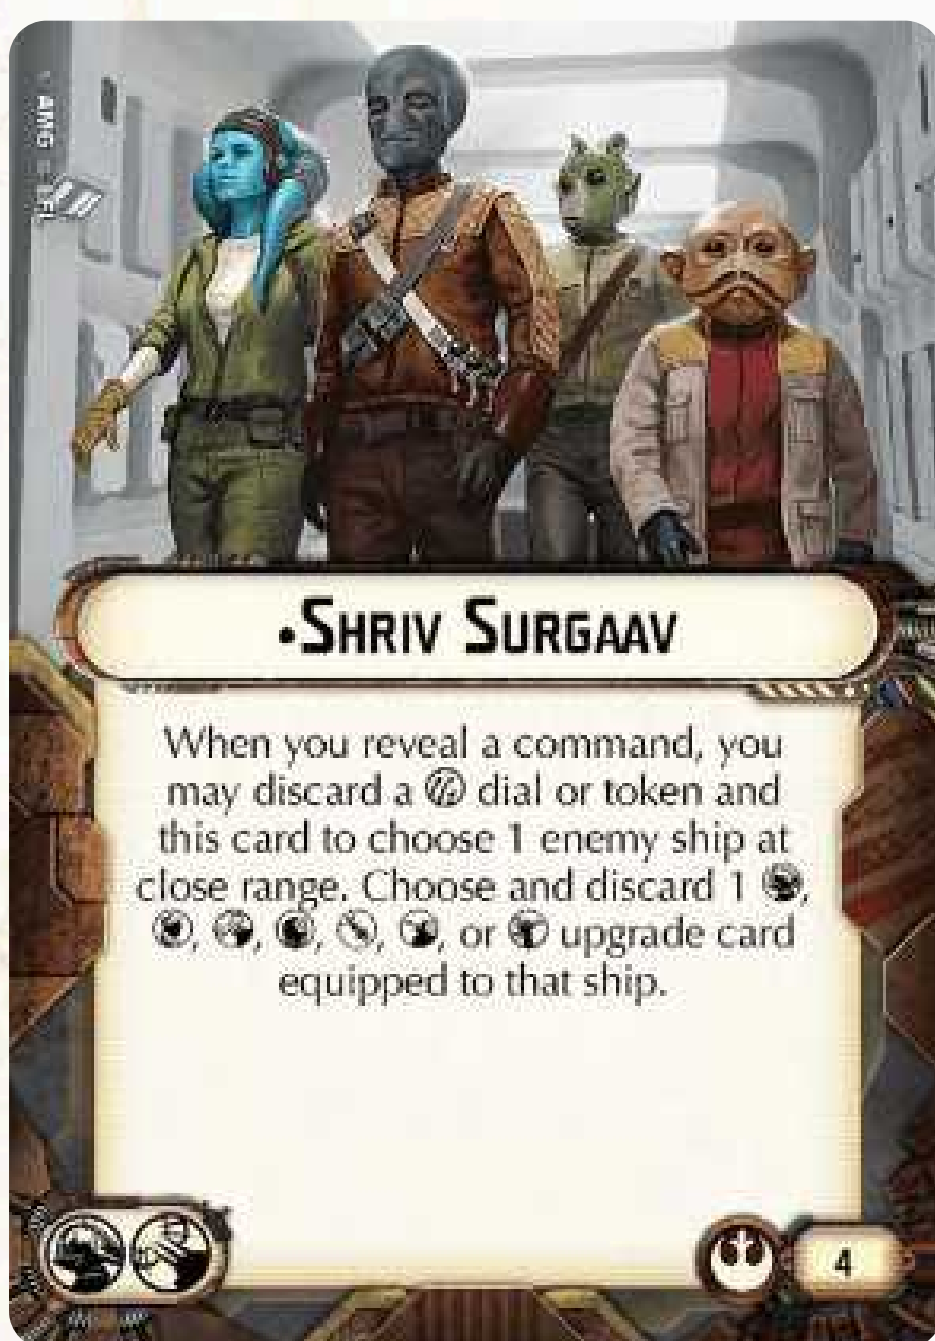 AMG
•SHRIV SURGAAV
When you reveal a command, you
may discard a dial or token and
this card to choose 1 enemy ship at
close range. Choose and discard 1 ,
, , , , , or upgrade card
equipped to that ship.
4